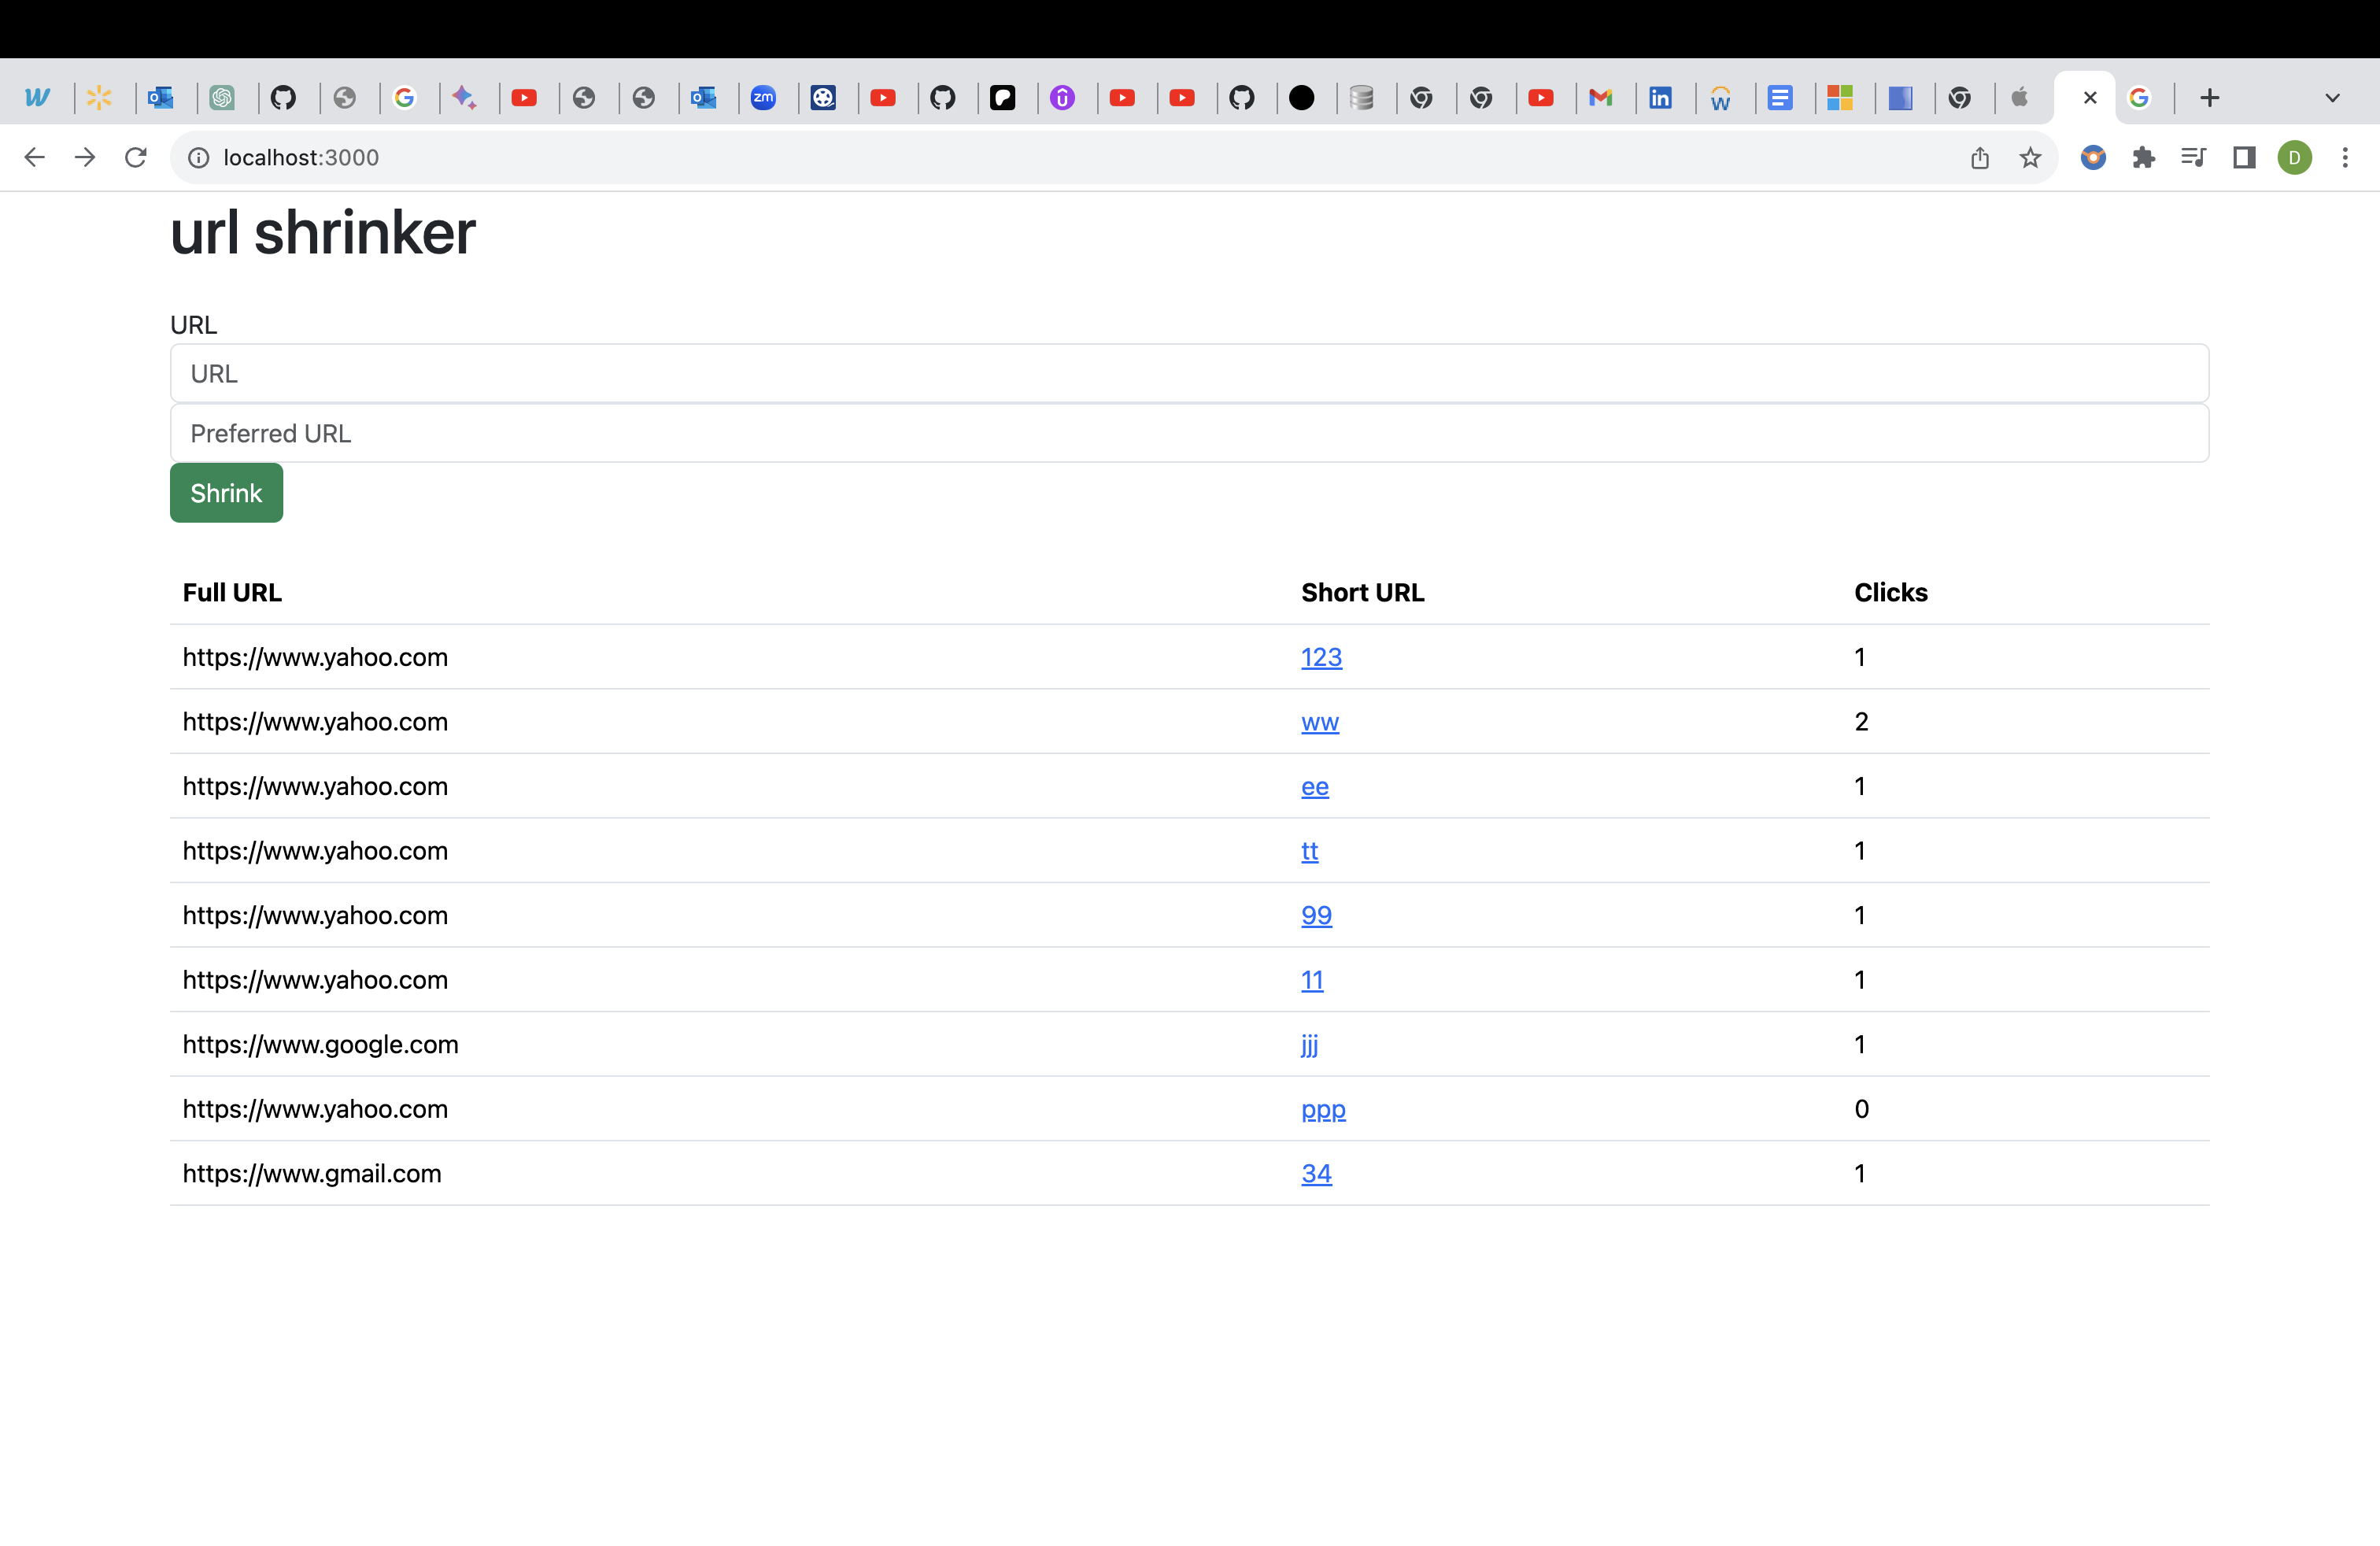 zm
in
localhost:3000
D
url shrinker
URL
URL
Preferred URL
Shrink
Full URL Short URL Clicks
https://www.yahoo.com 123 1
https://www.yahoo.com ww 2
https://www.yahoo.com ee 1
https://www.yahoo.com tt 1
https://www.yahoo.com 99 1
https://www.yahoo.com 11 1
https://www.google.com jjj 1
https://www.yahoo.com ppp 0
https://www.gmail.com 34 1